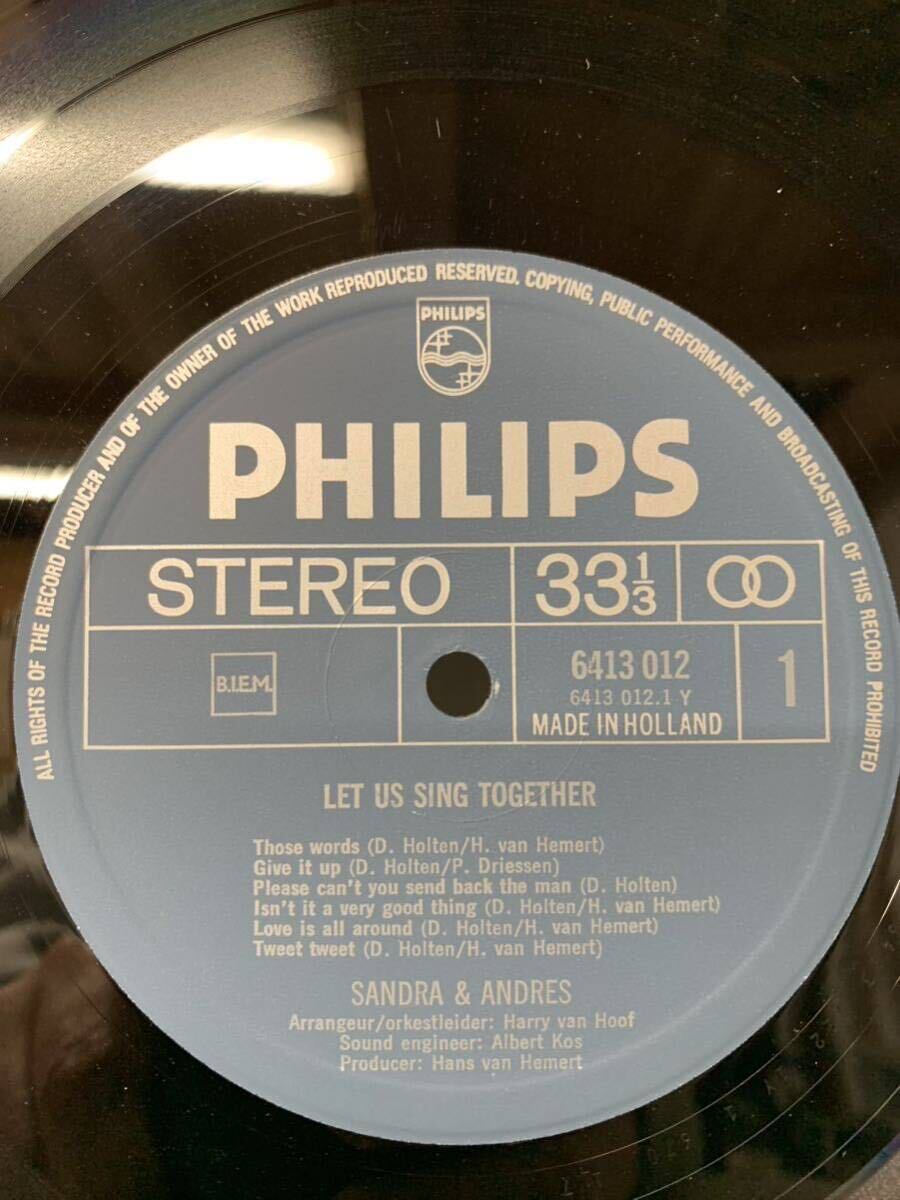 ALL RIGHTS OF THE RECORD PRODUCER AND OF THE OWNER OF THE WORK REPRODUCED RESERVED. COPYING, PUBLIC PERFORMANCE AND BROADCASTING OF THIS RECORD PROHIBITED
PHILIPS
PHILIPS
STEREO 33 1/3
B.I.E.M. 6413 012 1
6413 012.1 Y
MADE IN HOLLAND
LET US SING TOGETHER
Those words (D. Holten/H. van Hemert)
Give it up (D. Holten/P. Driessen)
Please can't you send back the man (D. Holten)
Isn't it a very good thing (D. Holten/H. van Hemert)
Love is all around (D. Holten/H. van Hemert)
Tweet tweet (D. Holten/H. van Hemert)
SANDRA & ANDRES
Arrangeur/orkestleider: Harry van Hoof
Sound engineer: Albert Kos
Producer: Hans van Hemert